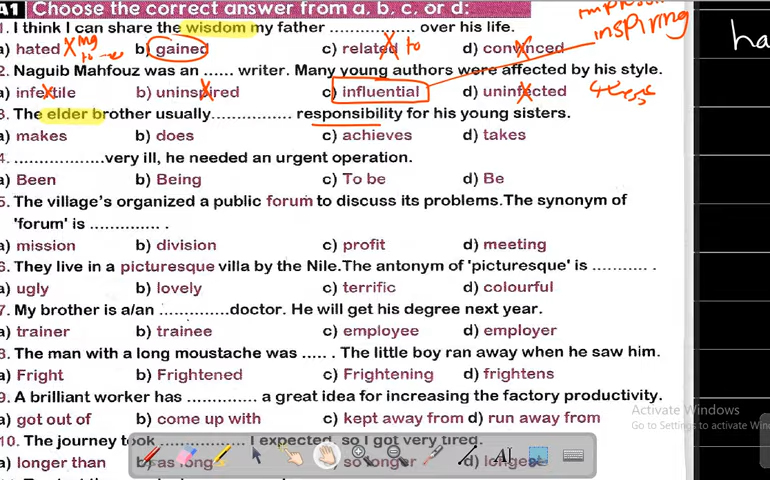 A1 Choose the correct answer from a, b, c, or d:
inspiring
ha
1. I think I can share the wisdom my father ................ over his life.
a) hated b) gained c) related to d) convinced
2. Naguib Mahfouz was an ...... writer. Many young authors were affected by his style.
a) infertile b) uninspired c) influential d) uninfected
3. The elder brother usually............... responsibility for his young sisters.
a) makes b) does c) achieves d) takes
4. ..................very ill, he needed an urgent operation.
a) Been b) Being c) To be d) Be
5. The village's organized a public forum to discuss its problems.The synonym of
'forum' is .............. .
a) mission b) division c) profit d) meeting
6. They live in a picturesque villa by the Nile.The antonym of 'picturesque' is ........... .
a) ugly b) lovely c) terrific d) colourful
7. My brother is a/an .............doctor. He will get his degree next year.
a) trainer b) trainee c) employee d) employer
8. The man with a long moustache was ...... . The little boy ran away when he saw him.
a) Fright b) Frightened c) Frightening d) frightens
9. A brilliant worker has .............. a great idea for increasing the factory productivity.
a) got out of b) come up with c) kept away from d) run away from
Activate Windows
Go to Settings to activate Win
10. The journey took ................. I expected, so I got very tired.
a) longer than b) as long c) so longer d) longest